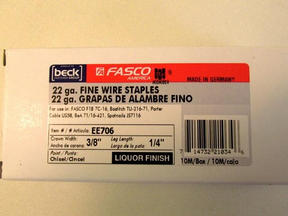 beck FASCO AMERICA
MADE IN GERMANY
22 ga. FINE WIRE STAPLES
22 ga. GRAPAS DE ALAMBRE FINO
For use in: FASCO F1B 7C-16, Bostitch TU-216-71, Porter
Cable US58, BeA 71/16-421, Spotnails JS7116
Item # / # Artículo: EE706
Crown Width 3/8" Leg Length 1/4"
Ancho de corona Largo de la pata
Point / Punta:
Chisel/Cincel LIQUOR FINISH 10M/Box / 10M/caja